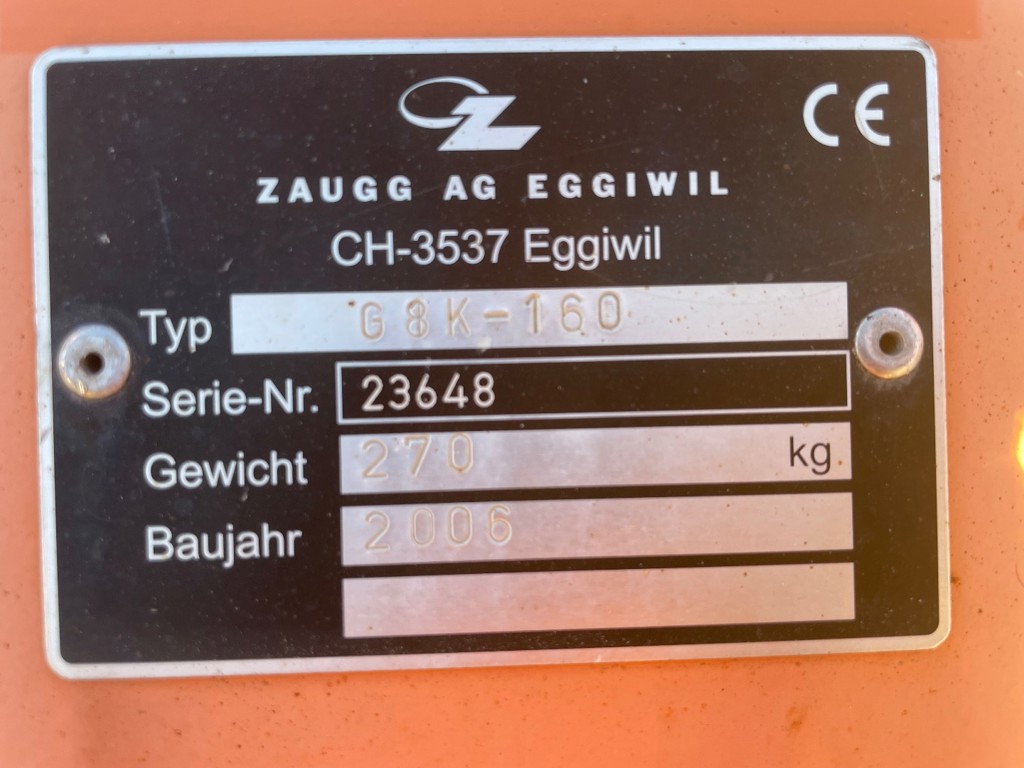 CE
ZAUGG AG EGGIWIL
CH-3537 Eggiwil
Typ G8K-160
Serie-Nr. 23648
Gewicht 270 kg
Baujahr 2006